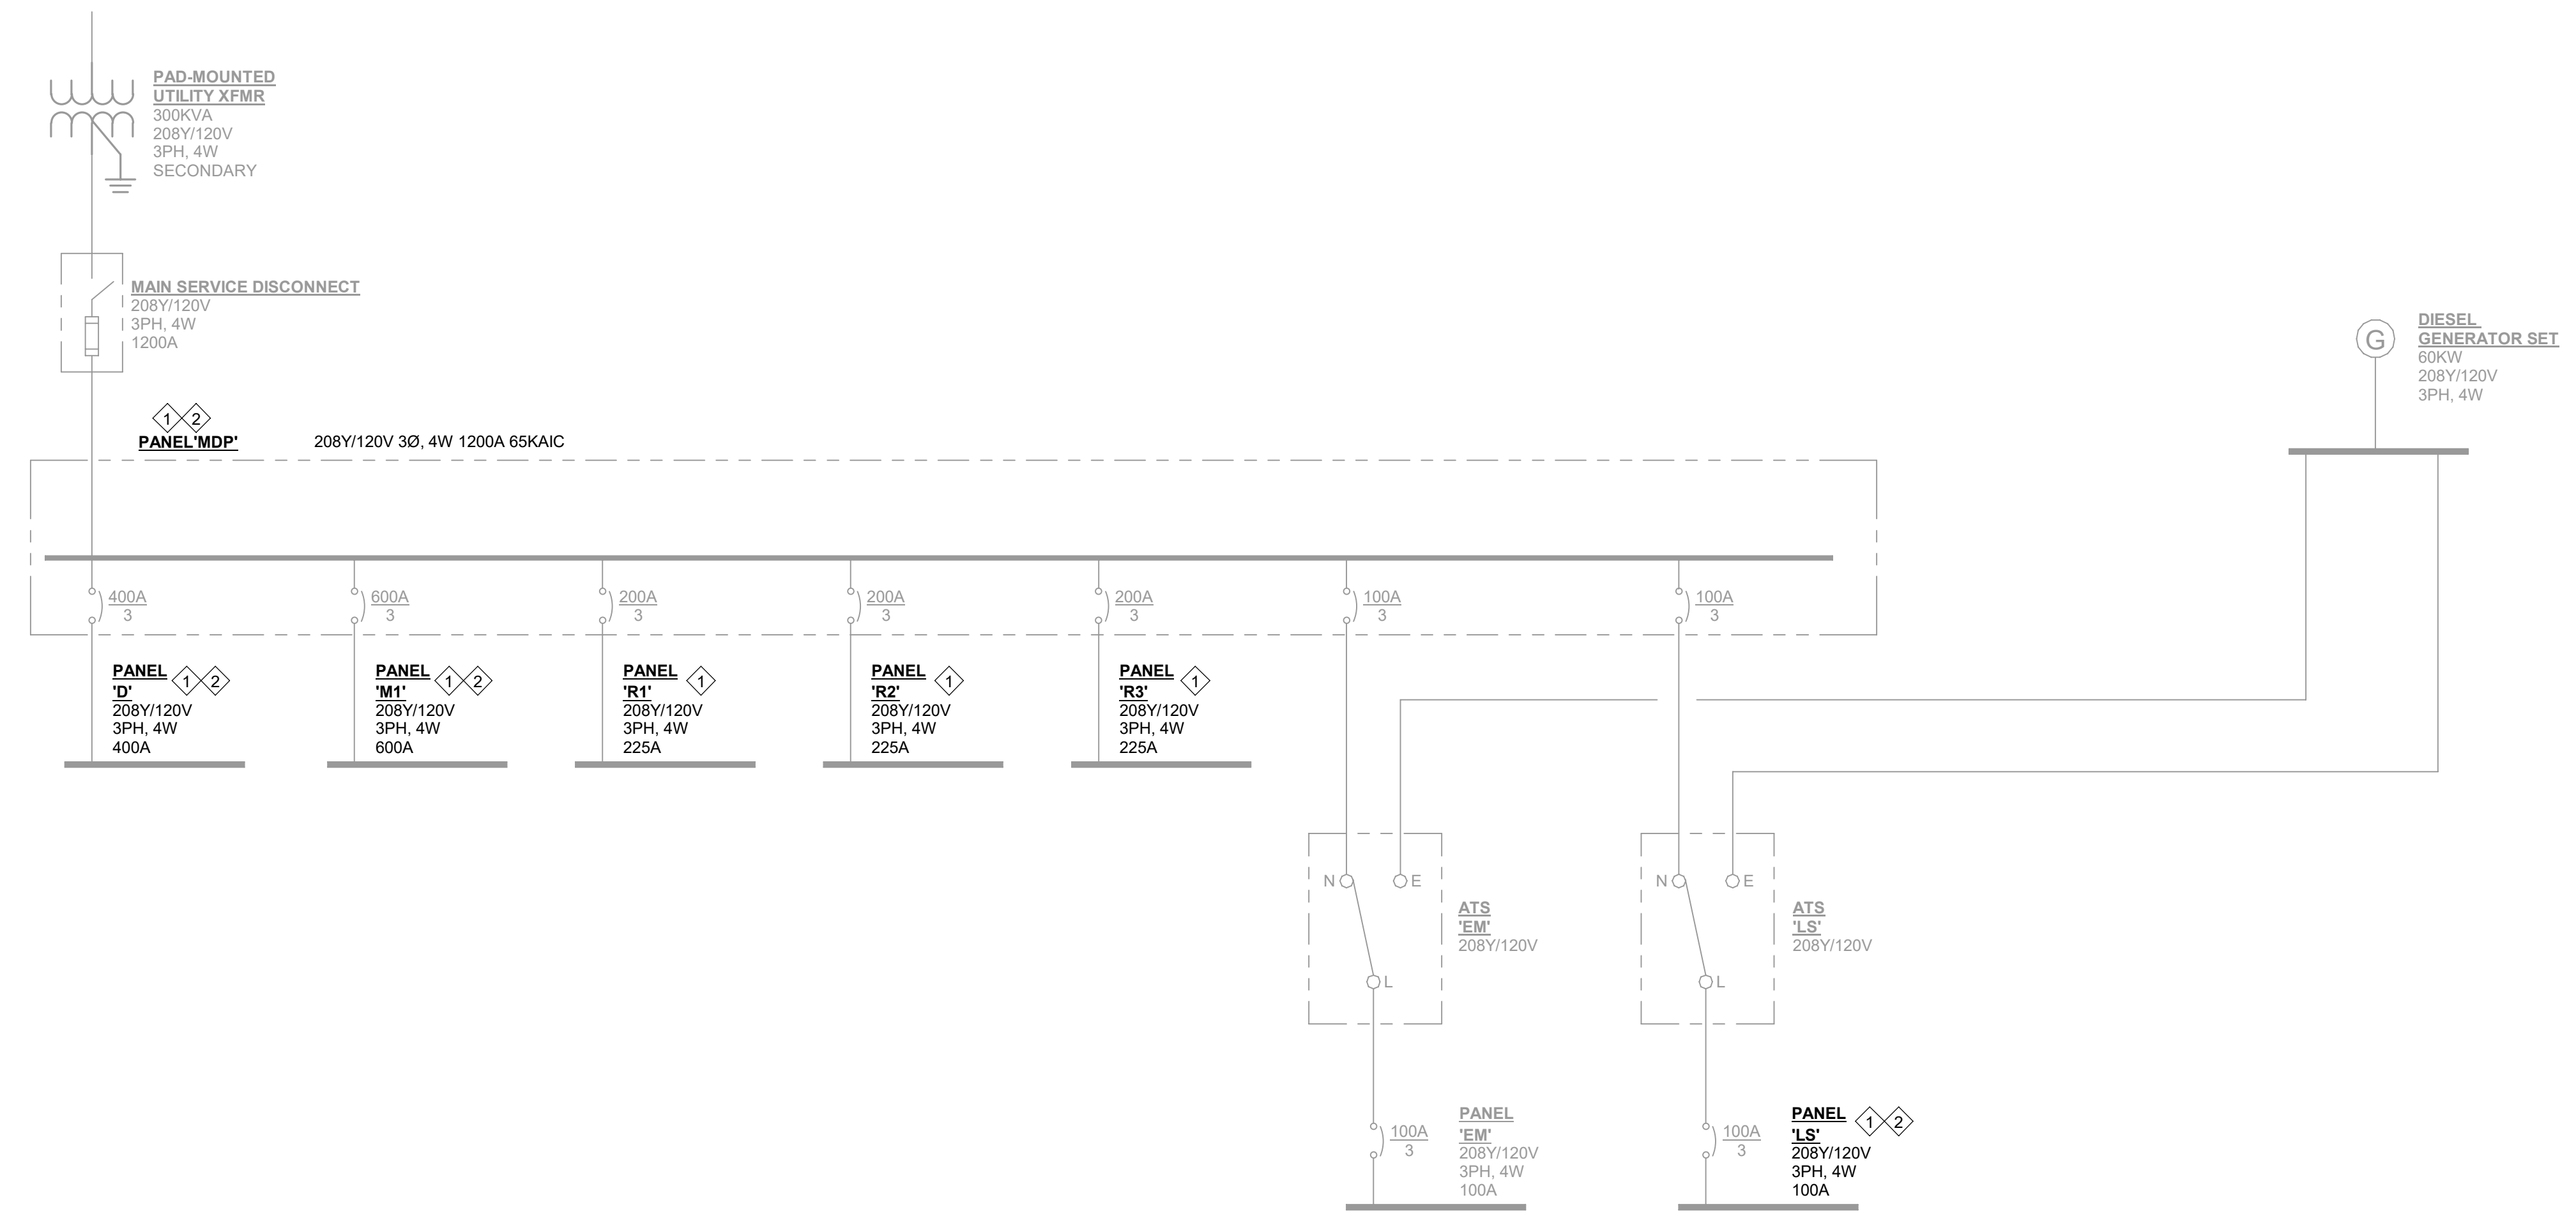 PAD-MOUNTED
UTILITY XFMR
300KVA
208Y/120V
3PH, 4W
SECONDARY
MAIN SERVICE DISCONNECT
208Y/120V
3PH, 4W
1200A
G
DIESEL
GENERATOR SET
60KW
208Y/120V
3PH, 4W
1 2
PANEL'MDP' 208Y/120V 3Ø, 4W 1200A 65KAIC
400A
3
600A
3
200A
3
200A
3
200A
3
100A
3
100A
3
PANEL 1 2
'D'
208Y/120V
3PH, 4W
400A
PANEL 1 2
'M1'
208Y/120V
3PH, 4W
600A
PANEL 1
'R1'
208Y/120V
3PH, 4W
225A
PANEL 1
'R2'
208Y/120V
3PH, 4W
225A
PANEL 1
'R3'
208Y/120V
3PH, 4W
225A
N E
L
ATS
'EM'
208Y/120V
N E
L
ATS
'LS'
208Y/120V
100A
3
PANEL
'EM'
208Y/120V
3PH, 4W
100A
100A
3
PANEL 1 2
'LS'
208Y/120V
3PH, 4W
100A